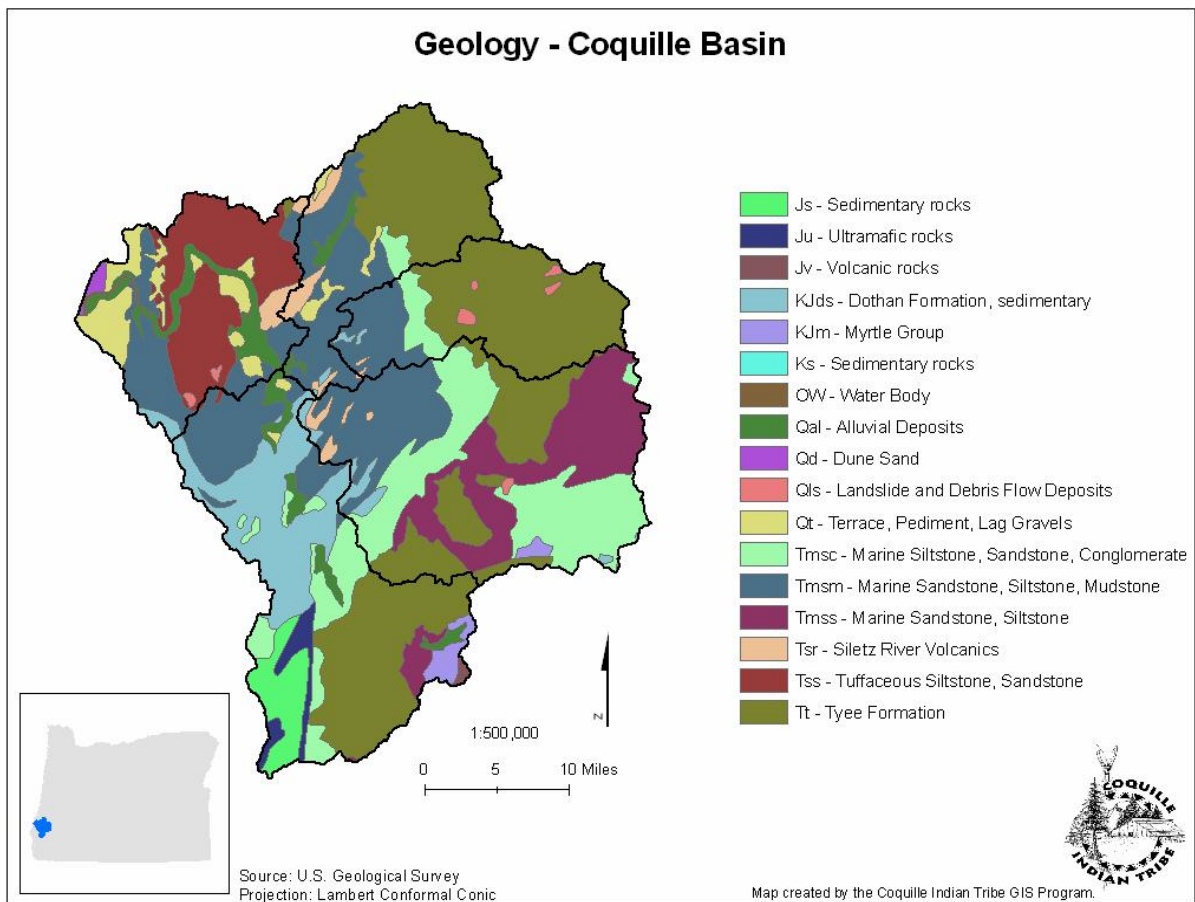 Geology - Coquille Basin
Js - Sedimentary rocks
Ju - Ultramafic rocks
Jv - Volcanic rocks
KJds - Dothan Formation, sedimentary
KJm - Myrtle Group
Ks - Sedimentary rocks
OW - Water Body
Qal - Alluvial Deposits
Qd - Dune Sand
Qls - Landslide and Debris Flow Deposits
Qt - Terrace, Pediment, Lag Gravels
Tmsc - Marine Siltstone, Sandstone, Conglomerate
Tmsm - Marine Sandstone, Siltstone, Mudstone
Tmss - Marine Sandstone, Siltstone
Tsr - Siletz River Volcanics
Tss - Tuffaceous Siltstone, Sandstone
Tt - Tyee Formation
N
1:500,000
0 5 10 Miles
COQUILLE
INDIAN TRIBE
Source: U.S. Geological Survey
Projection: Lambert Conformal Conic
Map created by the Coquille Indian Tribe GIS Program.